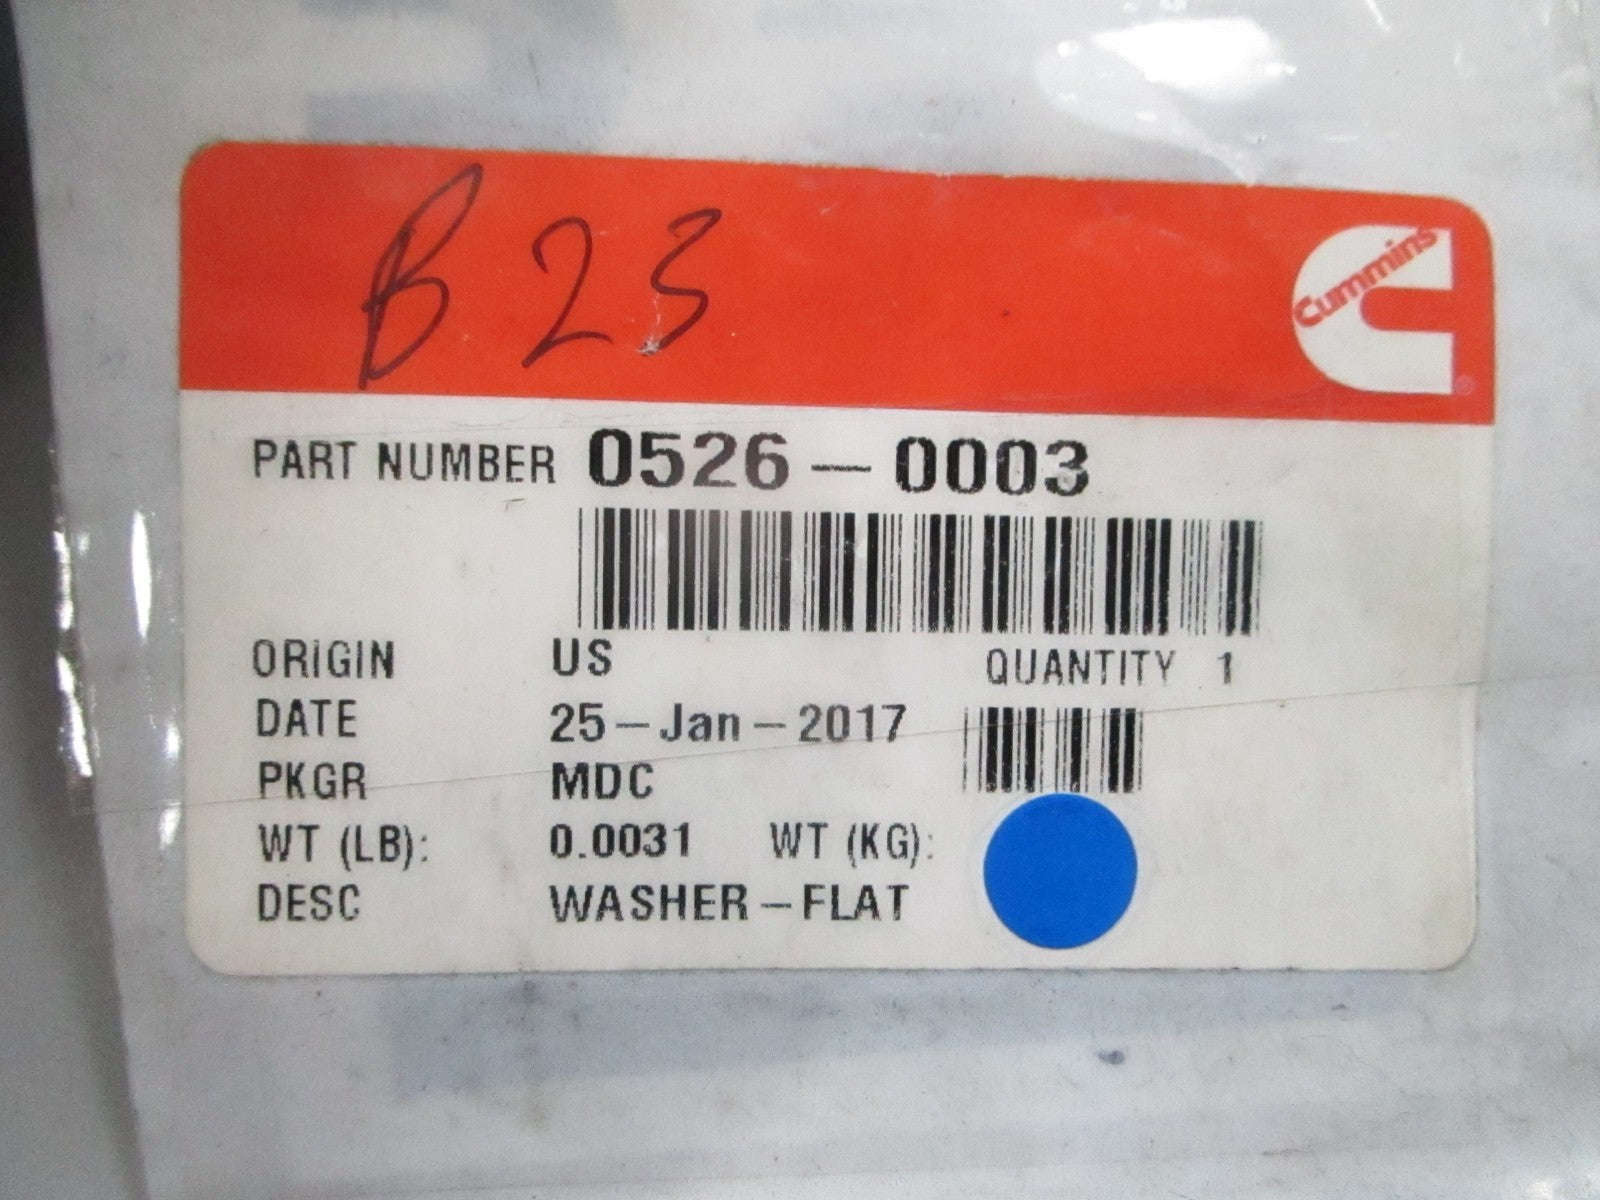 B 23
Cummins
PART NUMBER 0526-0003
ORIGIN US QUANTITY 1
DATE 25-Jan-2017
PKGR MDC
WT (LB): 0.0031 WT (KG):
DESC WASHER-FLAT